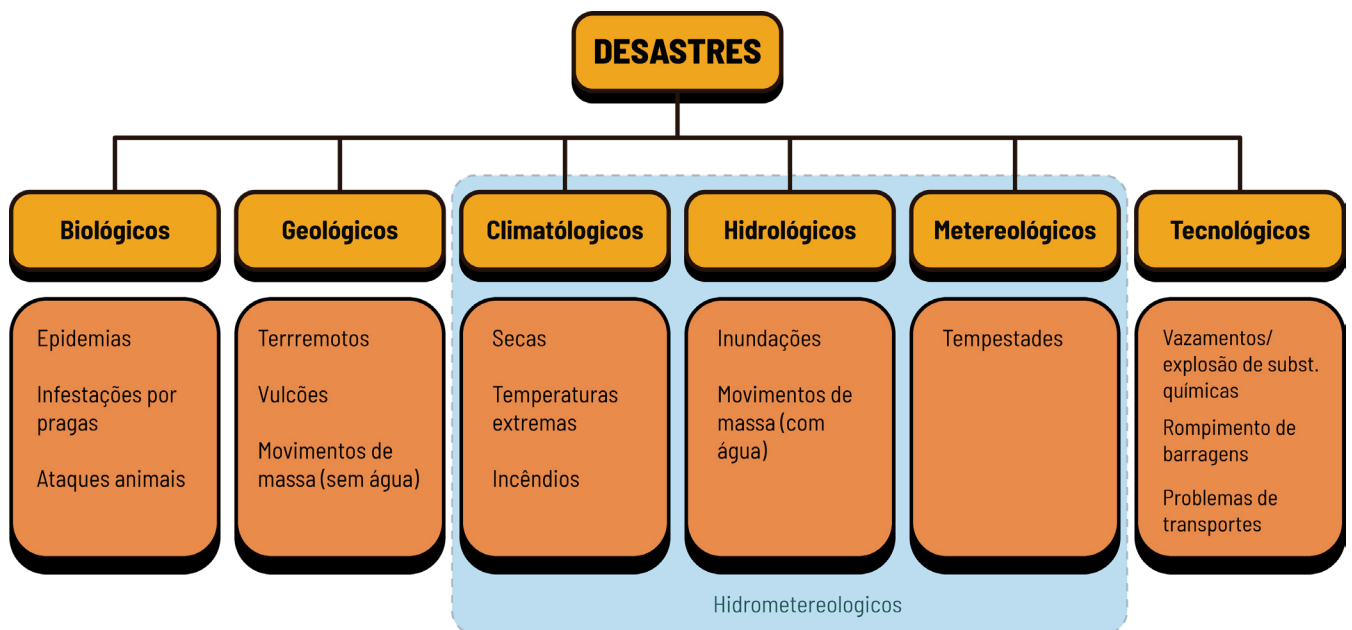 DESASTRES
Biológicos
Geológicos
Climatólogicos
Hidrológicos
Metereológicos
Tecnológicos
Epidemias
Infestações por
pragas
Ataques animais
Terrremotos
Vulcões
Movimentos de
massa (sem água)
Secas
Temperaturas
extremas
Incêndios
Inundações
Movimentos de
massa (com
água)
Tempestades
Vazamentos/
explosão de subst.
químicas
Rompimento de
barragens
Problemas de
transportes
Hidrometereologicos